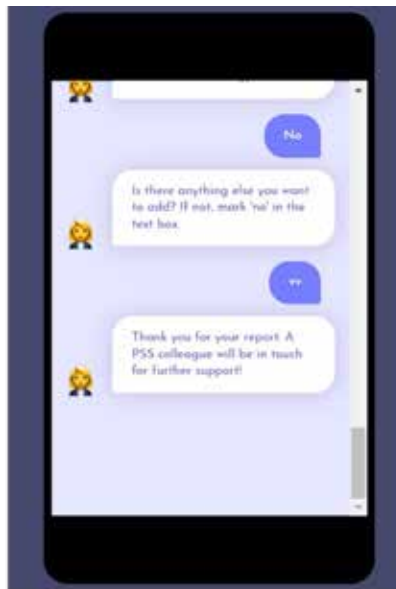 No
Is there anything else you want
to add? If not, mark 'no' in the
text box.
Thank you for your report. A
PSS colleague will be in touch
for further support!